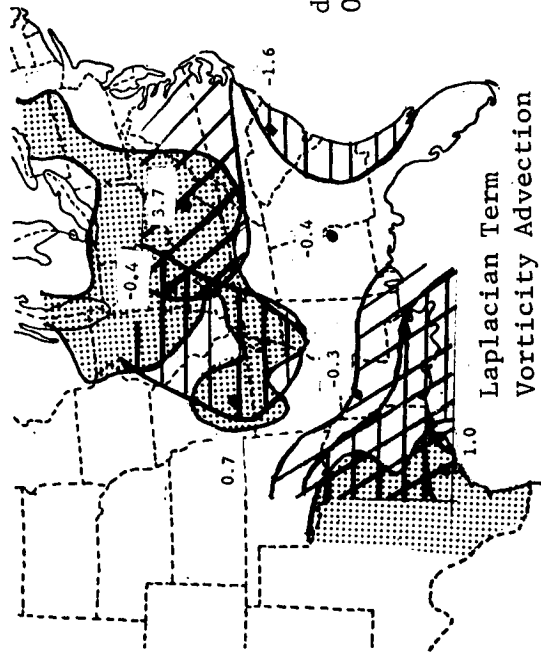 -1.6
3.7
-0.4
-0.4
-0.3
0.7
1.0
Laplacian Term
Vorticity Advection
d
O